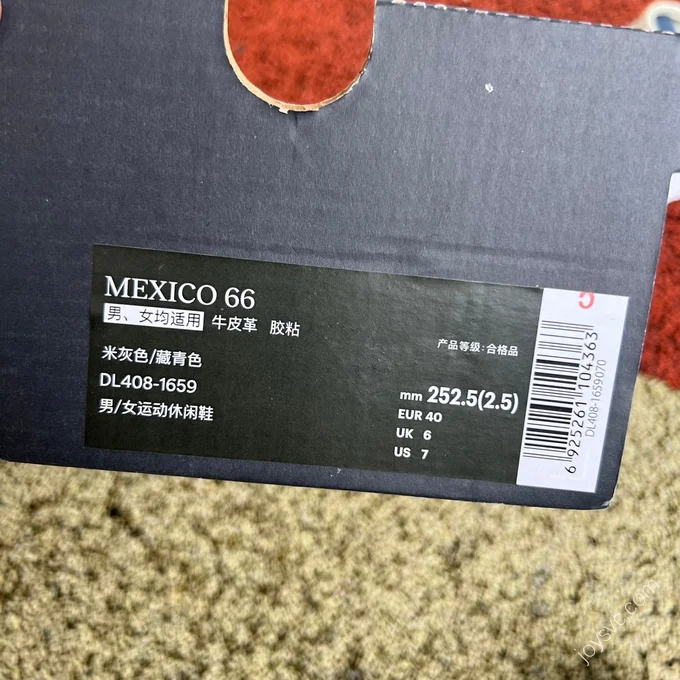 MEXICO 66
男、女均适用 牛皮革 胶粘
产品等级:合格品
米灰色/藏青色
DL408-1659
男/女运动休闲鞋
mm 252.5(2.5)
EUR 40
UK 6
US 7
5
6 925261 104363
DL408-1659070
joysvc.com